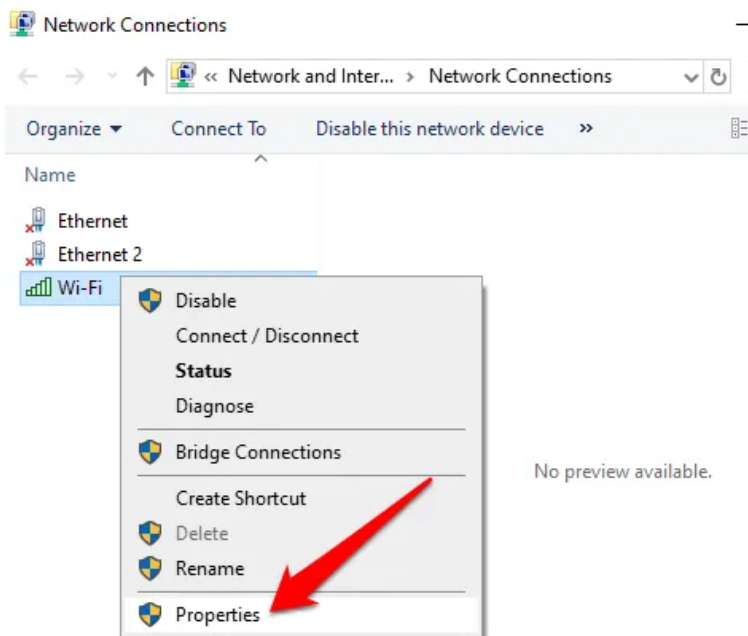 Network Connections
« Network and Inter... › Network Connections
Organize Connect To Disable this network device »
Name
Ethernet
Ethernet 2
Wi-Fi
Disable
Connect / Disconnect
Status
Diagnose
Bridge Connections
No preview available.
Create Shortcut
Delete
Rename
Properties